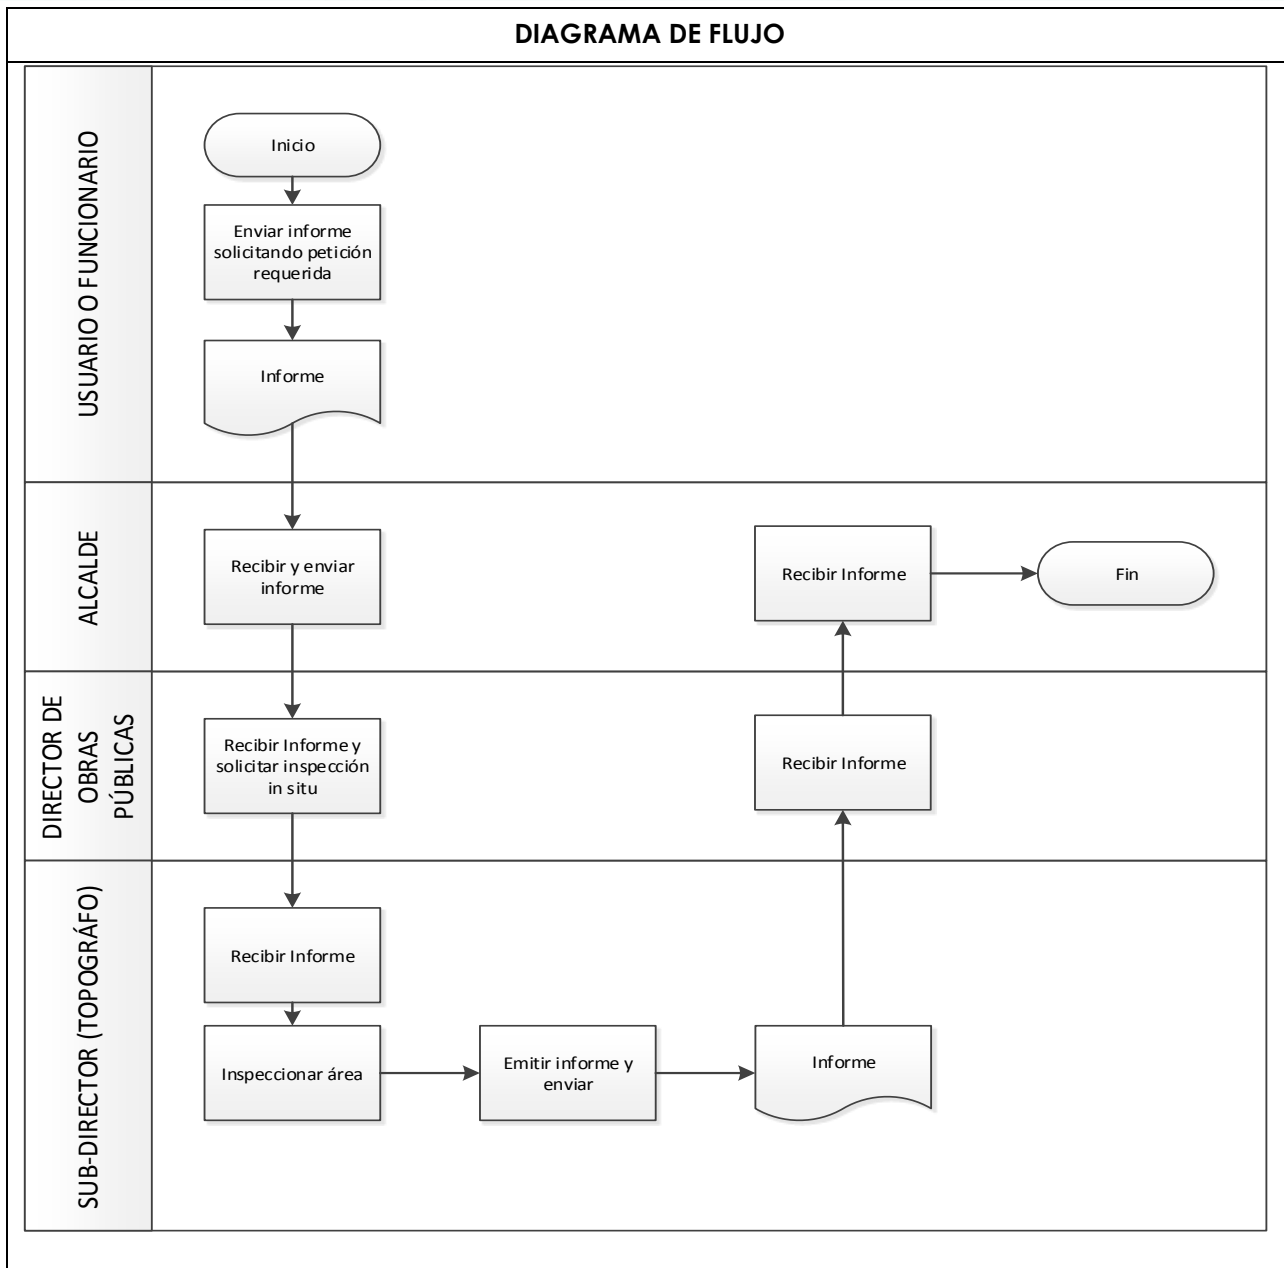 DIAGRAMA DE FLUJO
USUARIO O FUNCIONARIO
Inicio
Enviar informe
solicitando petición
requerida
Informe
ALCALDE
Recibir y enviar
informe
Recibir Informe
Fin
DIRECTOR DE
OBRAS
PÚBLICAS
Recibir Informe y
solicitar inspección
in situ
Recibir Informe
SUB-DIRECTOR (TOPOGRÁFO)
Recibir Informe
Inspeccionar área
Emitir informe y
enviar
Informe